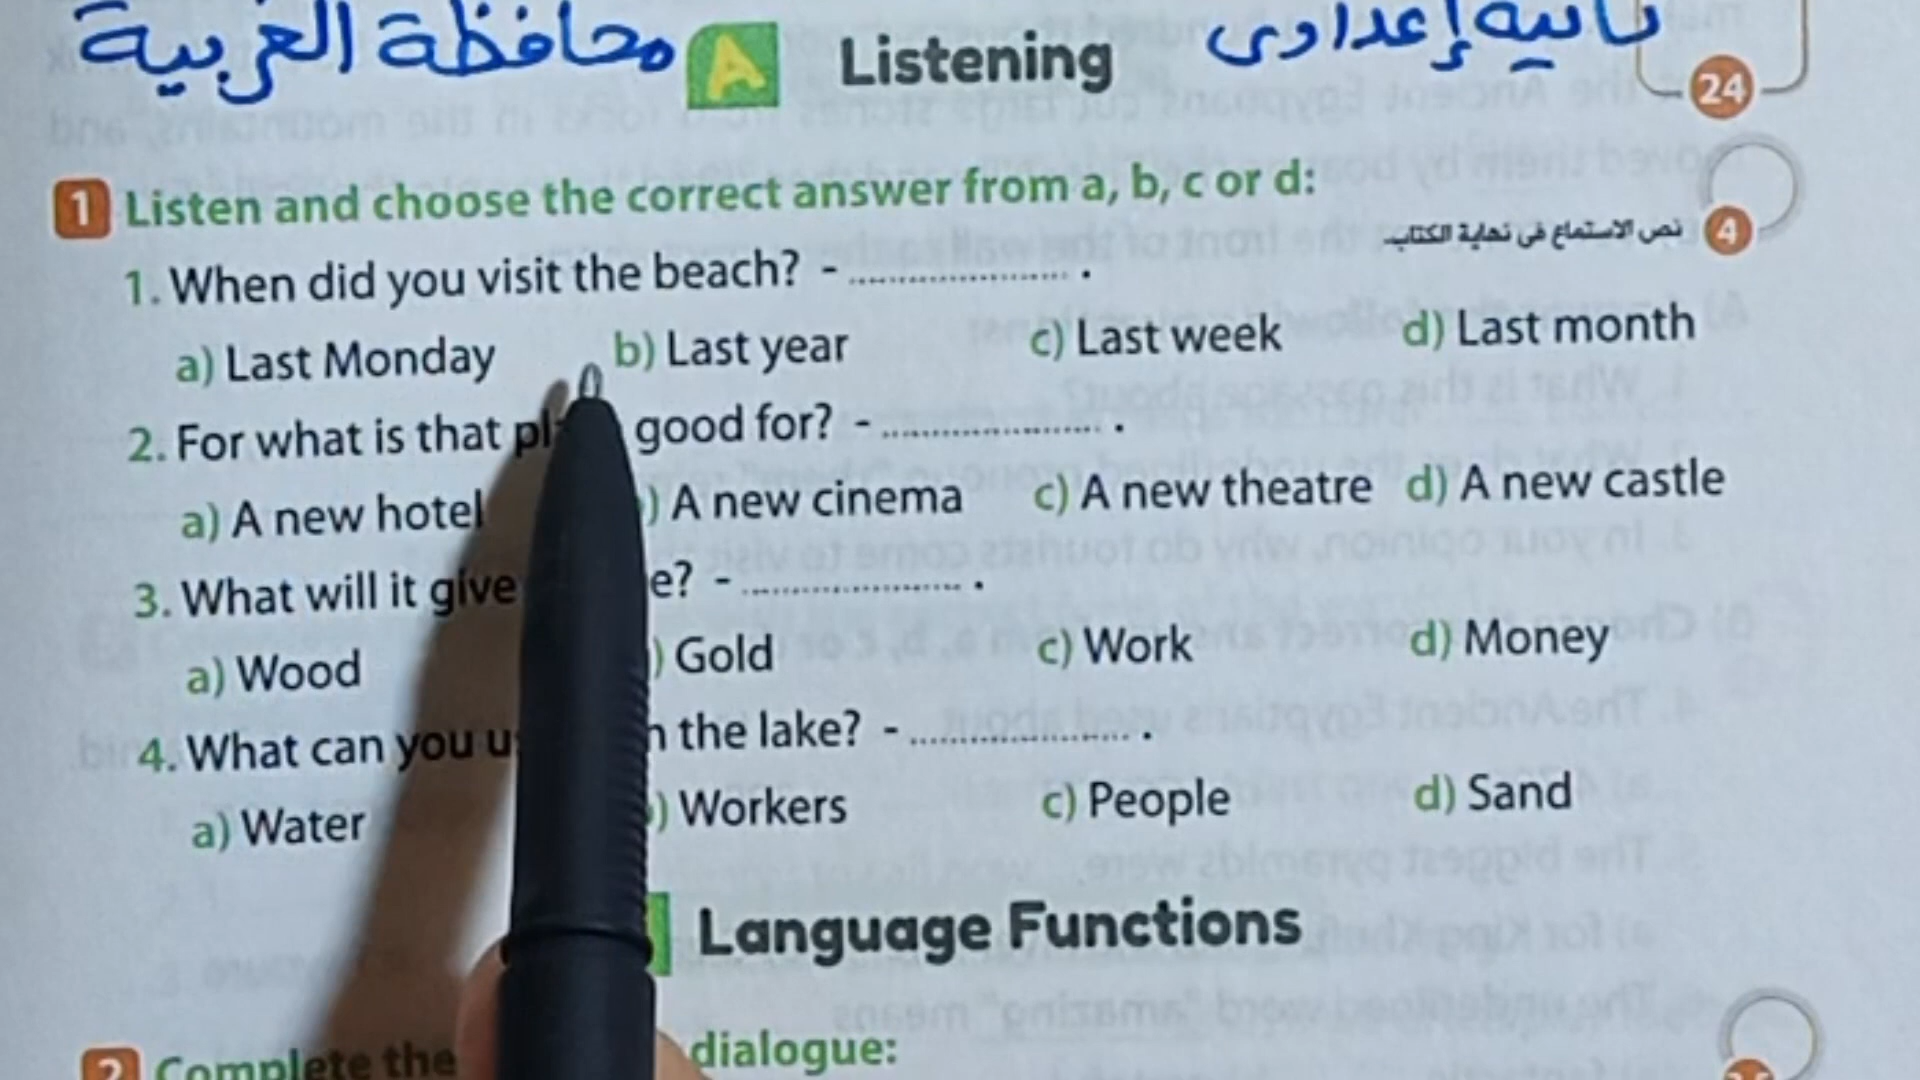 ثانية إعدادى
محافظة الغربية
A Listening
24
1 Listen and choose the correct answer from a, b, c or d:
نص الاستماع فى نهاية الكتاب
4
1. When did you visit the beach? - ...................... .
a) Last Monday b) Last year c) Last week d) Last month
2. For what is that good for? - ...................... .
a) A new hotel ) A new cinema c) A new theatre d) A new castle
3. What will it give e? - ...................... .
a) Wood ) Gold c) Work d) Money
4. What can you the lake? - ...................... .
a) Water ) Workers c) People d) Sand
Language Functions
2 Complete the dialogue: